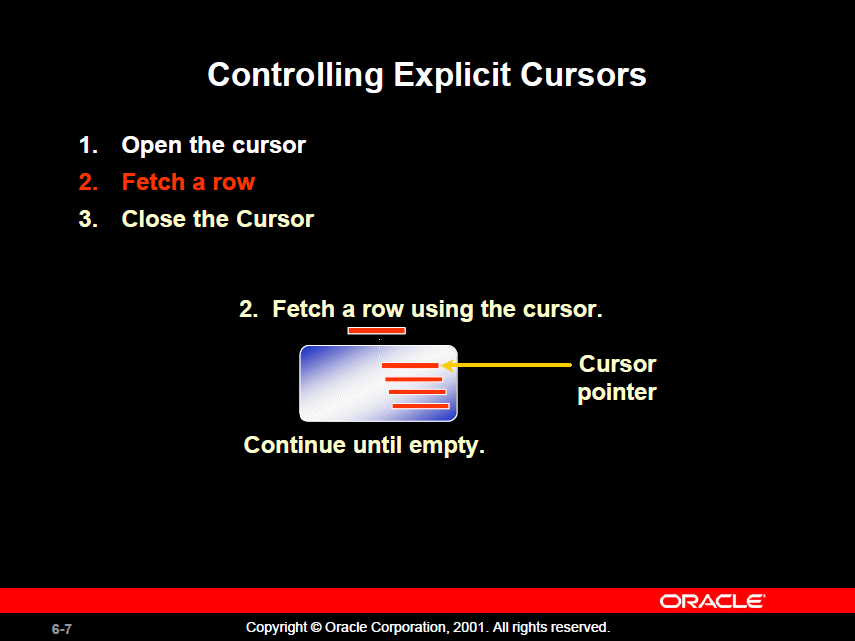 Controlling Explicit Cursors
1. Open the cursor
2. Fetch a row
3. Close the Cursor
2. Fetch a row using the cursor.
Cursor
pointer
Continue until empty.
ORACLE®
6-7
Copyright © Oracle Corporation, 2001. All rights reserved.